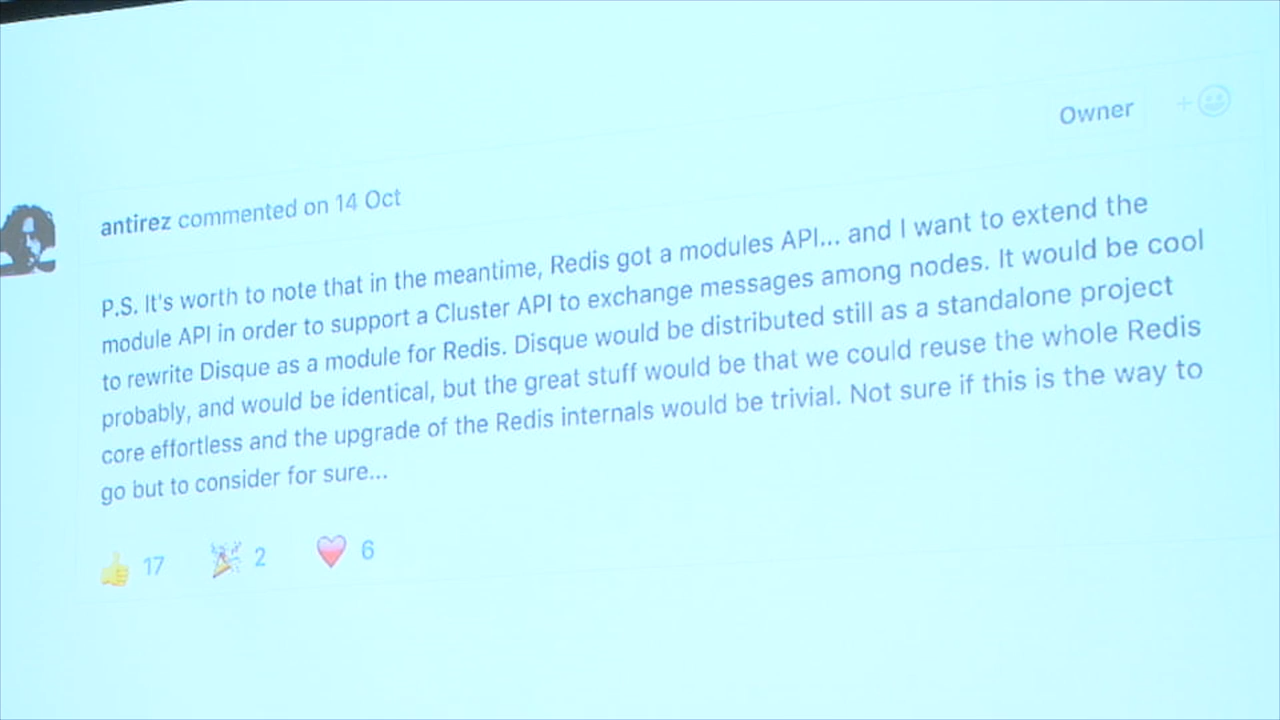 Owner
antirez commented on 14 Oct
P.S. It's worth to note that in the meantime, Redis got a modules API... and I want to extend the
module API in order to support a Cluster API to exchange messages among nodes. It would be cool
to rewrite Disque as a module for Redis. Disque would be distributed still as a standalone project
probably, and would be identical, but the great stuff would be that we could reuse the whole Redis
core effortless and the upgrade of the Redis internals would be trivial. Not sure if this is the way to
go but to consider for sure...
17 2 6